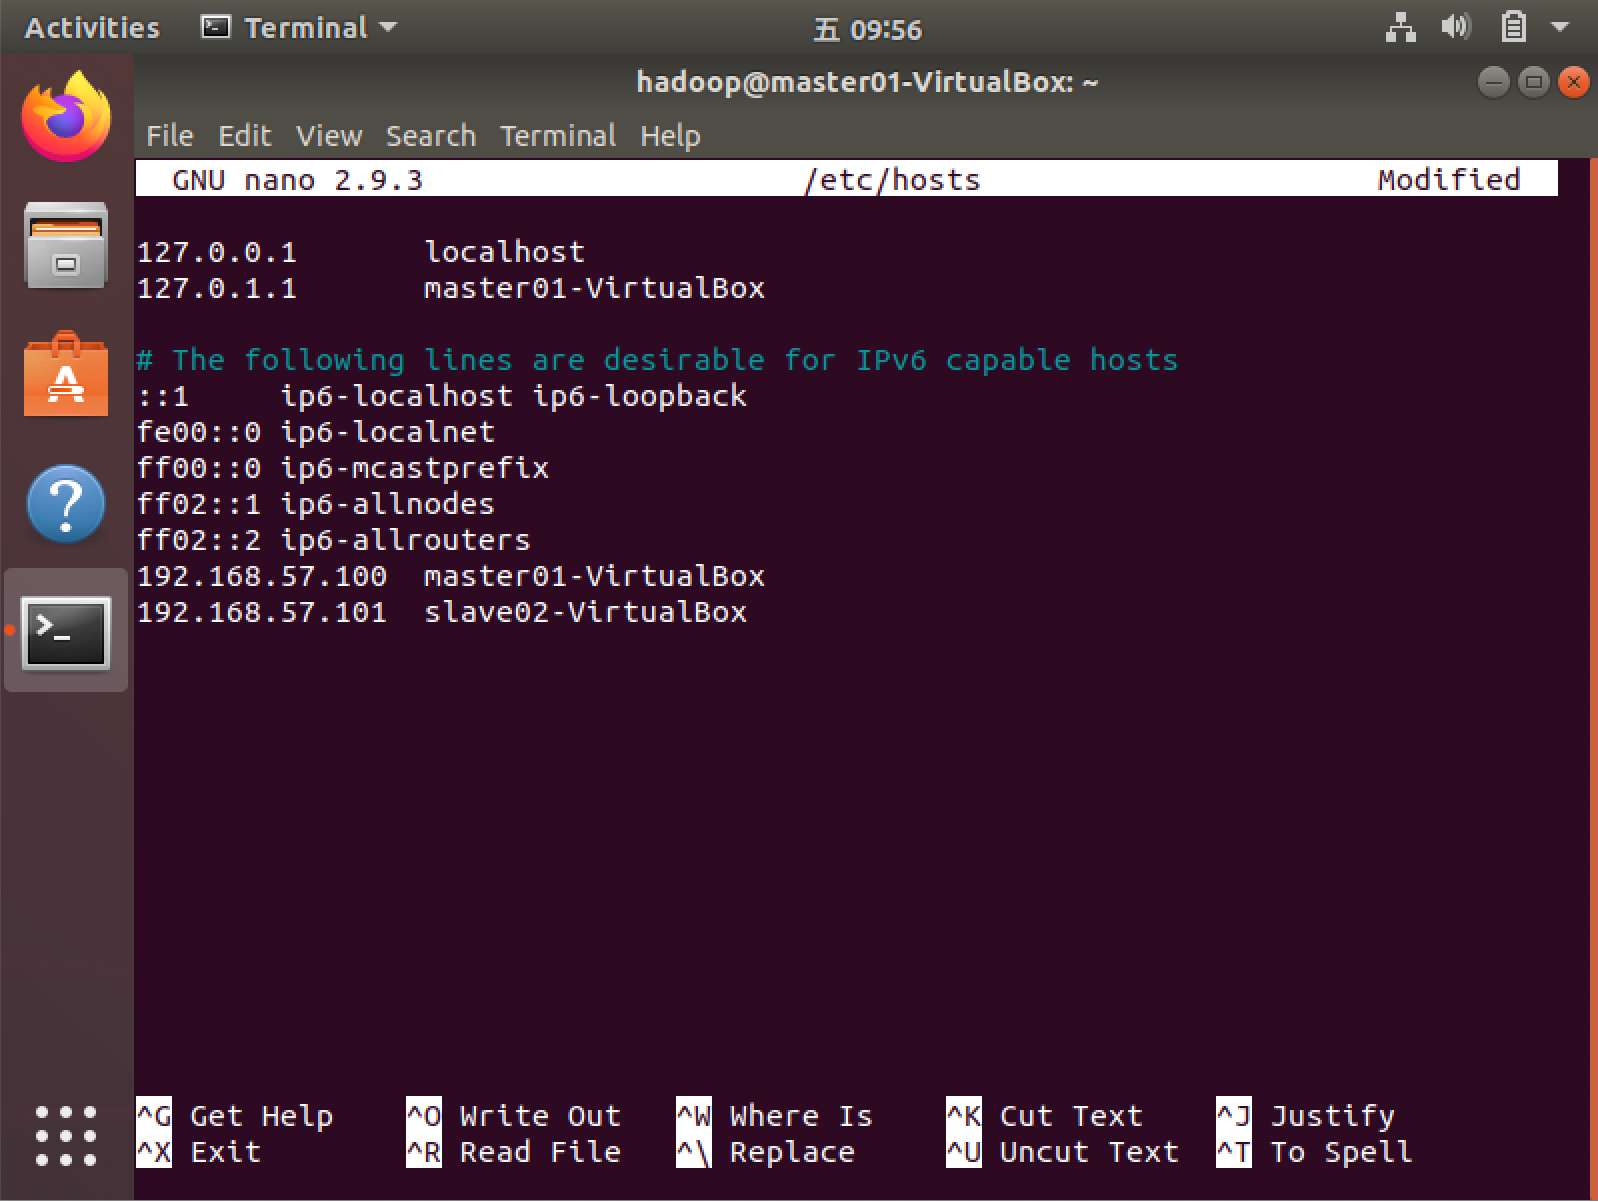 Activities Terminal 五 09:56
hadoop@master01-VirtualBox: ~
File Edit View Search Terminal Help
GNU nano 2.9.3 /etc/hosts Modified
127.0.0.1 localhost
127.0.1.1 master01-VirtualBox
# The following lines are desirable for IPv6 capable hosts
::1 ip6-localhost ip6-loopback
fe00::0 ip6-localnet
ff00::0 ip6-mcastprefix
ff02::1 ip6-allnodes
ff02::2 ip6-allrouters
192.168.57.100 master01-VirtualBox
192.168.57.101 slave02-VirtualBox
^G Get Help ^O Write Out ^W Where Is ^K Cut Text ^J Justify
^X Exit ^R Read File ^\ Replace ^U Uncut Text ^T To Spell